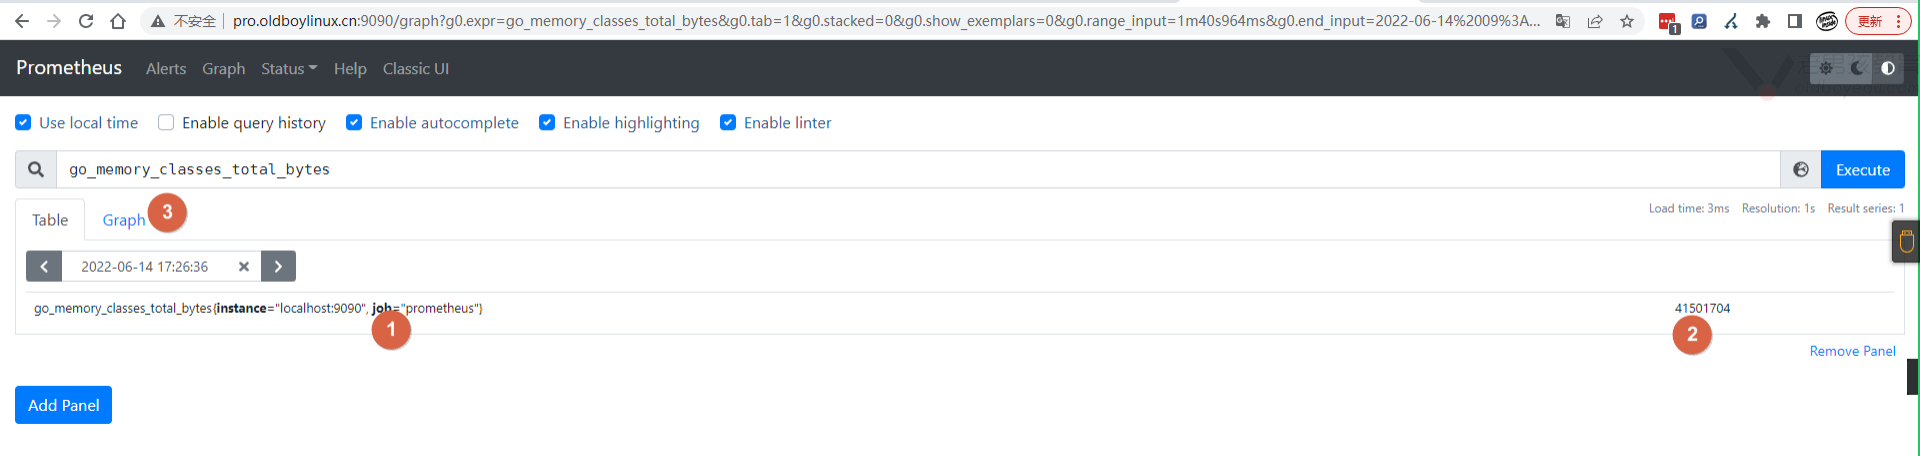 不安全 | pro.oldboylinux.cn:9090/graph?g0.expr=go_memory_classes_total_bytes&g0.tab=1&g0.stacked=0&g0.show_exemplars=0&g0.range_input=1m40s964ms&g0.end_input=2022-06-14%2009%3A... 1 更新
Prometheus Alerts Graph Status Help Classic UI
Use local time Enable query history Enable autocomplete Enable highlighting Enable linter
go_memory_classes_total_bytes Execute
Table Graph 3 Load time: 3ms Resolution: 1s Result series: 1
2022-06-14 17:26:36
go_memory_classes_total_bytes{instance="localhost:9090", job="prometheus"} 41501704
1 2
Remove Panel
Add Panel